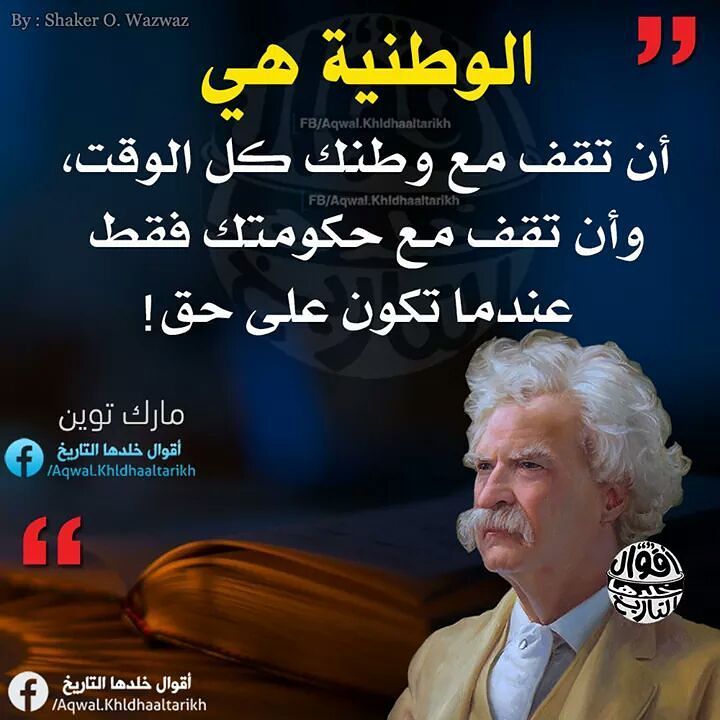 By : Shaker O. Wazwaz
الوطنية هي
FB/Aqwal.Khldhaaltarikh
أن تقف مع وطنك كل الوقت،
FB/Aqwal.Khldhaaltarikh
وأن تقف مع حكومتك فقط
عندما تكون على حق!
مارك توين
أقوال خلدها التاريخ
/Aqwal.Khldhaaltarikh
أقوال
خلدها
التاريخ
أقوال خلدها التاريخ
/Aqwal.Khldhaaltarikh